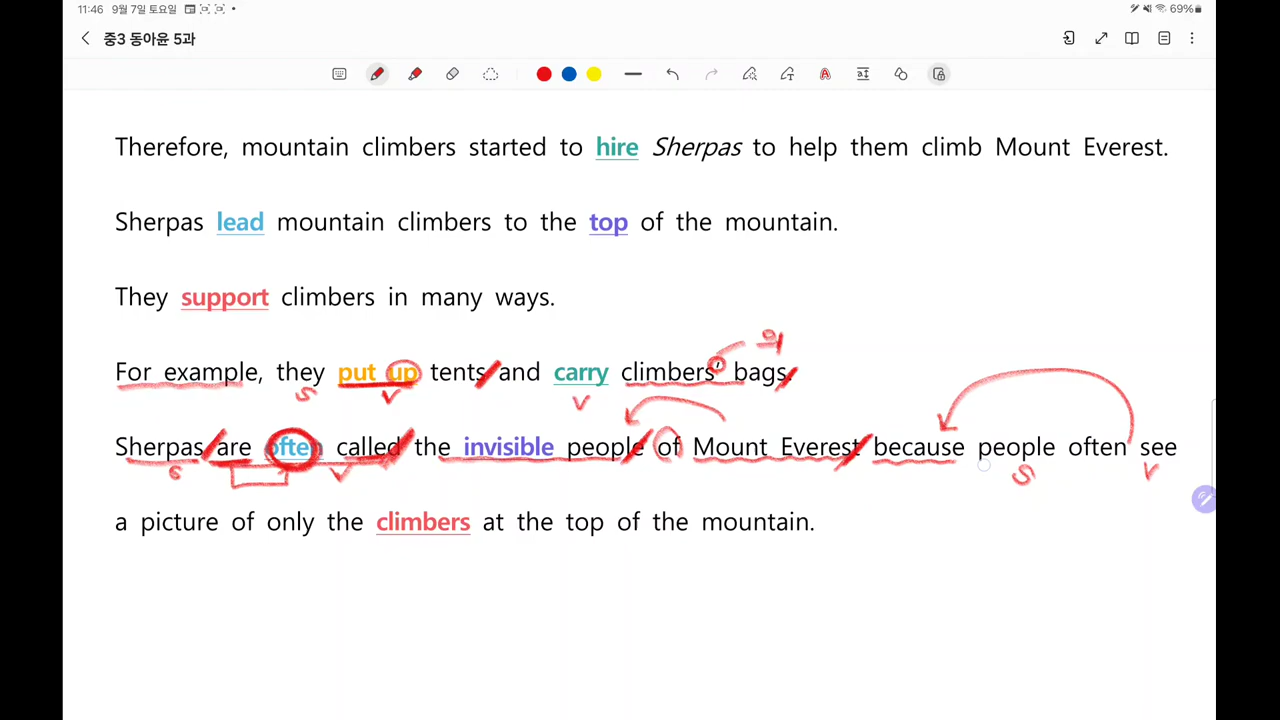 11:46 9월 7일 토요일
69%
중3 동아윤 5과
Therefore, mountain climbers started to hire Sherpas to help them climb Mount Everest.
Sherpas lead mountain climbers to the top of the mountain.
They support climbers in many ways.
의
For example, they put up tents and carry climbers' bags.
S V V
Sherpas are often called the invisible people of Mount Everest because people often see
S V S V
a picture of only the climbers at the top of the mountain.